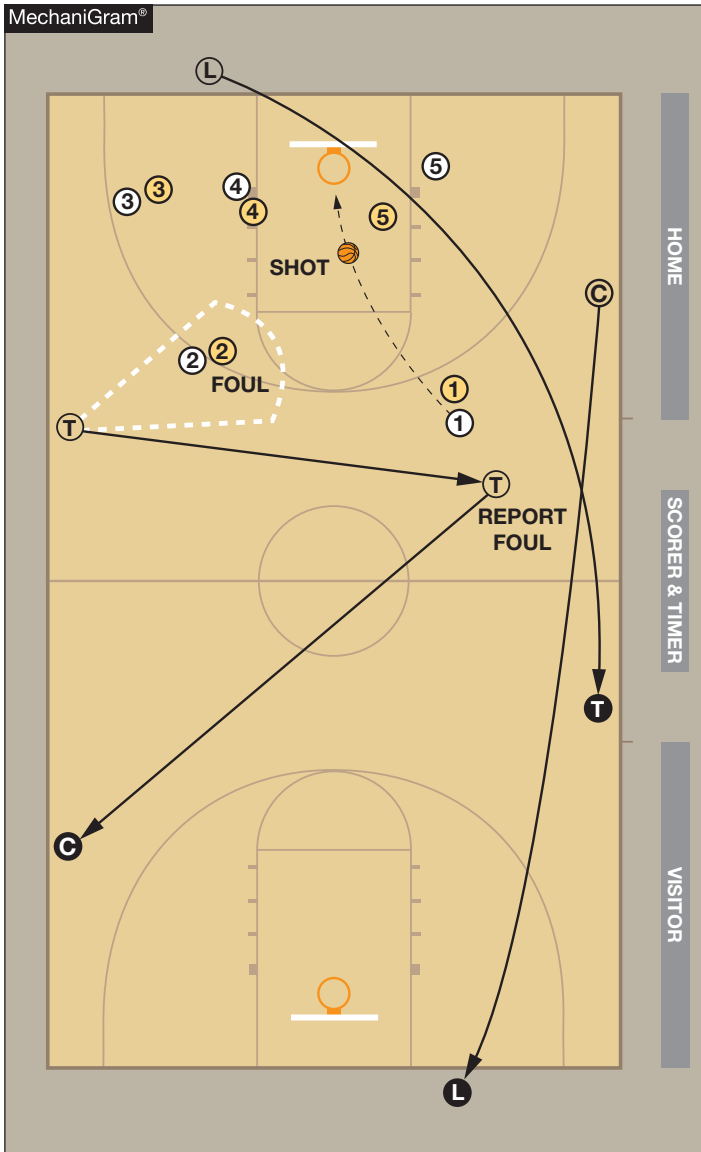 MechaniGram®
L
5
3
3
4
4
5
SHOT
HOME
C
2
2
FOUL
1
1
T
T
REPORT
FOUL
SCORER & TIMER
T
C
VISITOR
L